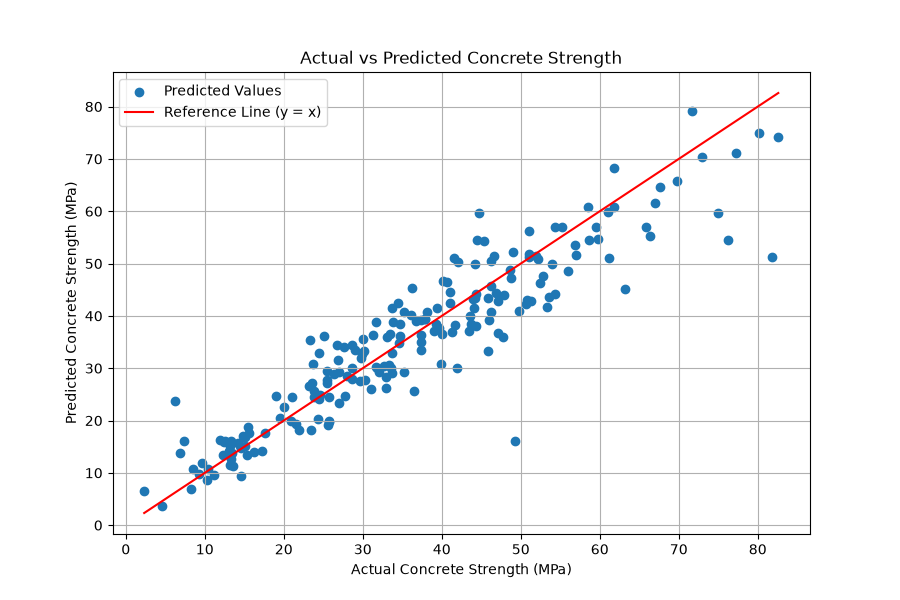 Actual vs Predicted Concrete Strength
Predicted Values
Reference Line (y = x)
Predicted Concrete Strength (MPa)
80
70
60
50
40
30
20
10
0
0 10 20 30 40 50 60 70 80
Actual Concrete Strength (MPa)